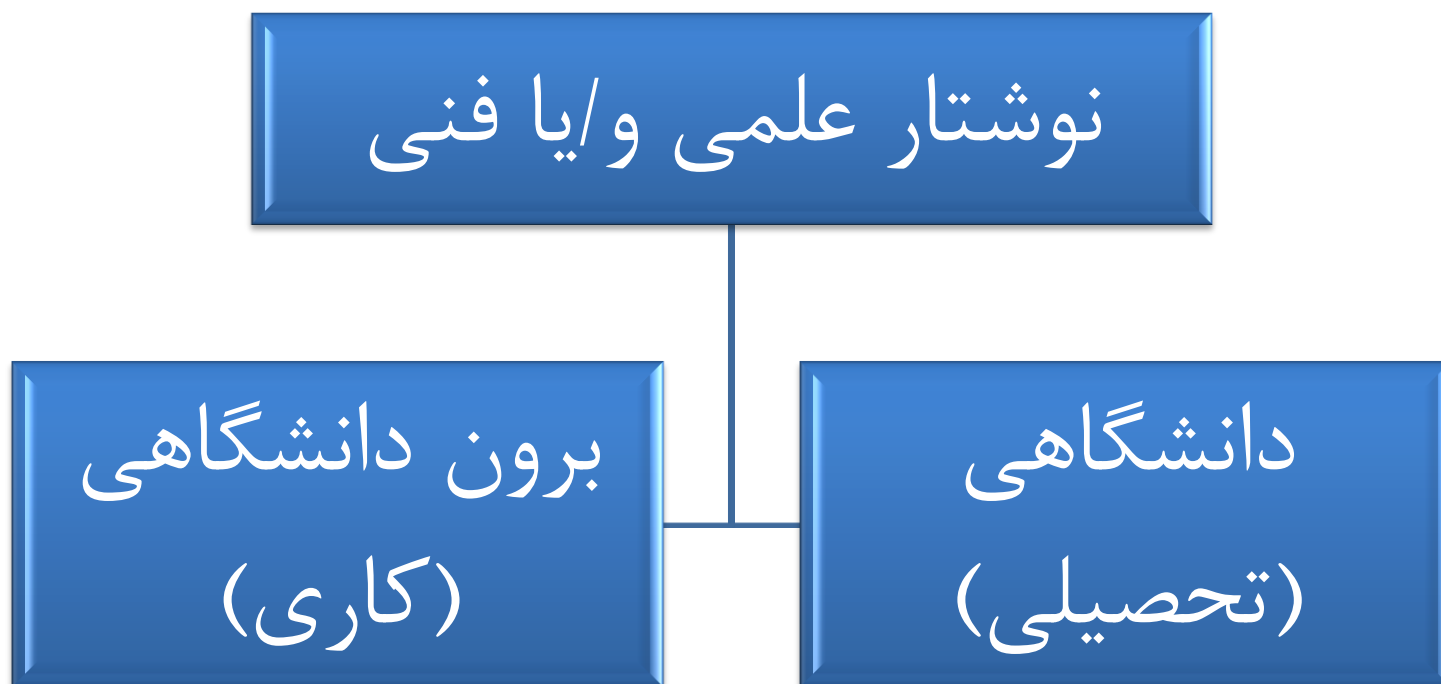 نوشتار علمی و/یا فنی
دانشگاهی
(تحصیلی)
برون دانشگاهی
(کاری)